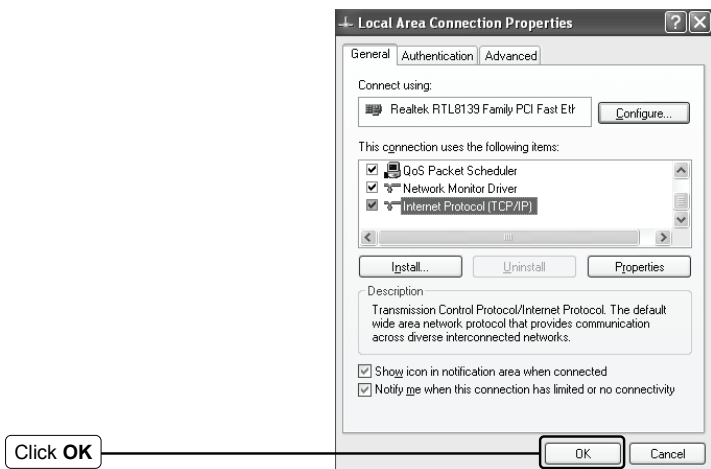 Local Area Connection Properties
General Authentication Advanced
Connect using:
Realtek RTL8139 Family PCI Fast Eth
Configure...
This connection uses the following items:
QoS Packet Scheduler
Network Monitor Driver
Internet Protocol (TCP/IP)
Install... Uninstall Properties
Description
Transmission Control Protocol/Internet Protocol. The default
wide area network protocol that provides communication
across diverse interconnected networks.
Show icon in notification area when connected
Notify me when this connection has limited or no connectivity
Click OK
OK Cancel